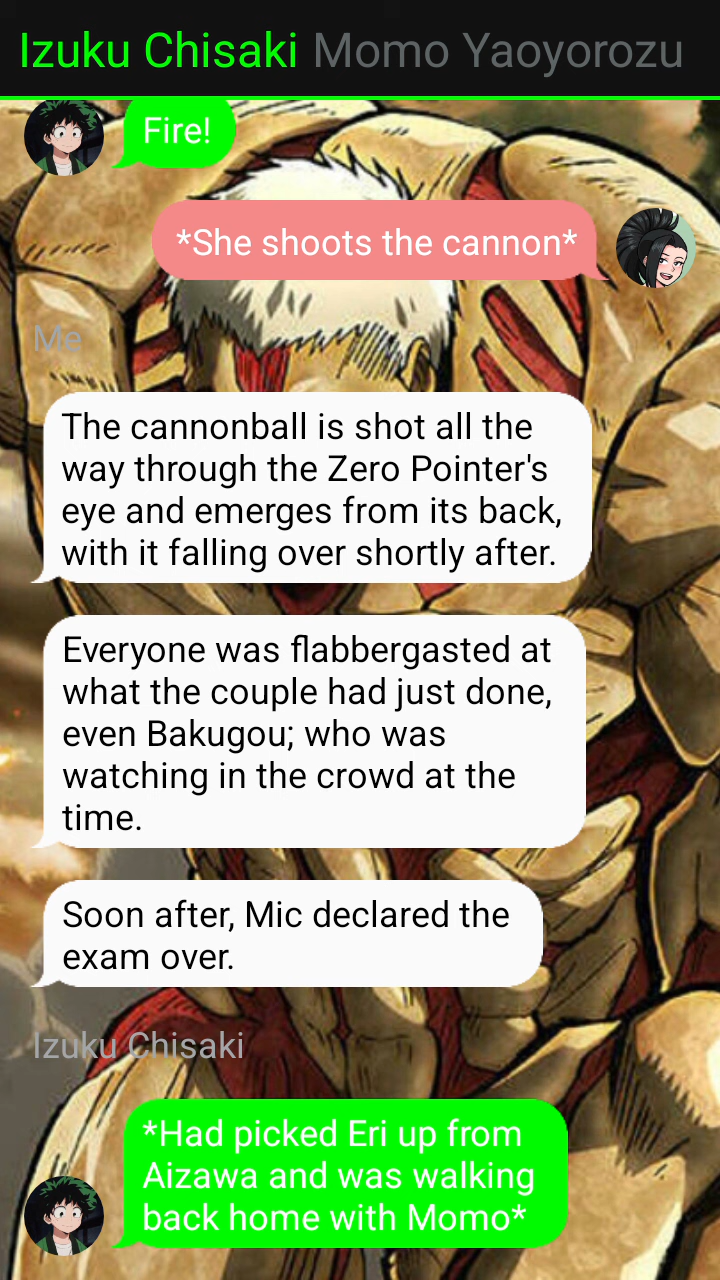 Izuku Chisaki Momo Yaoyorozu
Fire!
*She shoots the cannon*
Me
The cannonball is shot all the
way through the Zero Pointer's
eye and emerges from its back,
with it falling over shortly after.
Everyone was flabbergasted at
what the couple had just done,
even Bakugou; who was
watching in the crowd at the
time.
Soon after, Mic declared the
exam over.
Izuku Chisaki
*Had picked Eri up from
Aizawa and was walking
back home with Momo*